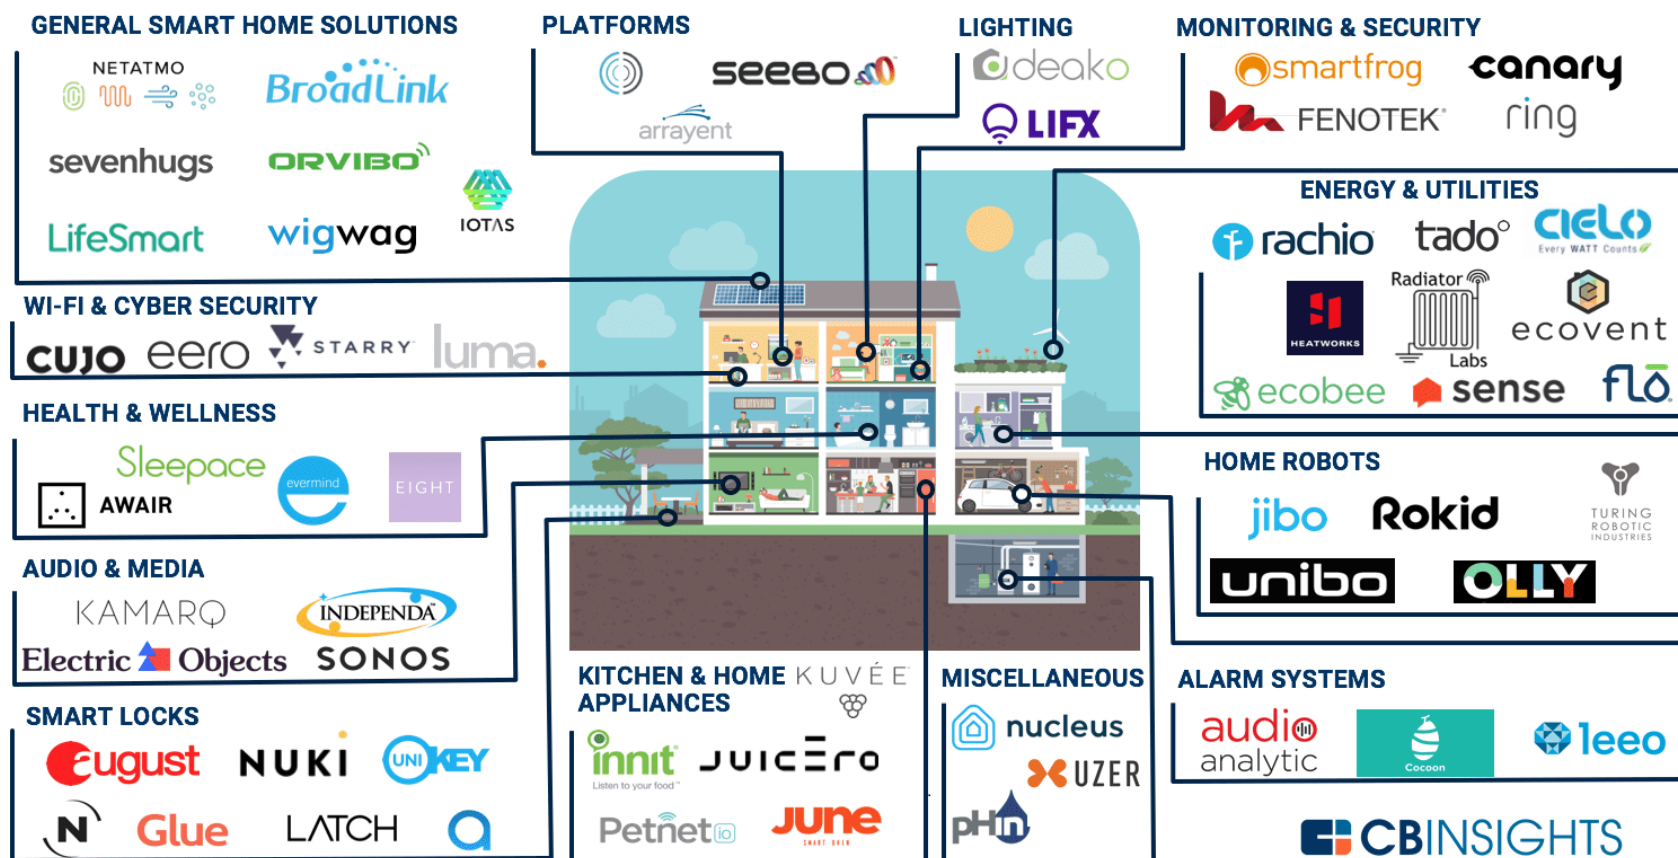 GENERAL SMART HOME SOLUTIONS
NETATMO
BroadLink
sevenhugs
ORVIBO
IOTAS
LifeSmart
wigwag
PLATFORMS
SEEBO
arrayent
LIGHTING
deako
LIFX
MONITORING & SECURITY
smartfrog
canary
FENOTEK
ring
ENERGY & UTILITIES
rachio
tado°
CIELO
Every WATT Counts
HEATWORKS
Radiator
Labs
ecovent
ecobee
sense
flō
WI-FI & CYBER SECURITY
CUJO
eero
STARRY
luma.
HEALTH & WELLNESS
Sleepace
AWAIR
evermind
e
EIGHT
HOME ROBOTS
jibo
Rokid
TURING
ROBOTIC
INDUSTRIES
unibo
OLLY
AUDIO & MEDIA
KAMARQ
INDEPENDA™
Electric Objects
SONOS
SMART LOCKS
august
NUKI
UNIKEY
N
Glue
LATCH
a
KITCHEN & HOME
APPLIANCES
KUVÉE
innit
Listen to your food™
JUICERO
Petnet io
JUNE
SMART OVEN
MISCELLANEOUS
nucleus
UZER
pHin
ALARM SYSTEMS
audio
analytic
Cocoon
leeo
CBINSIGHTS